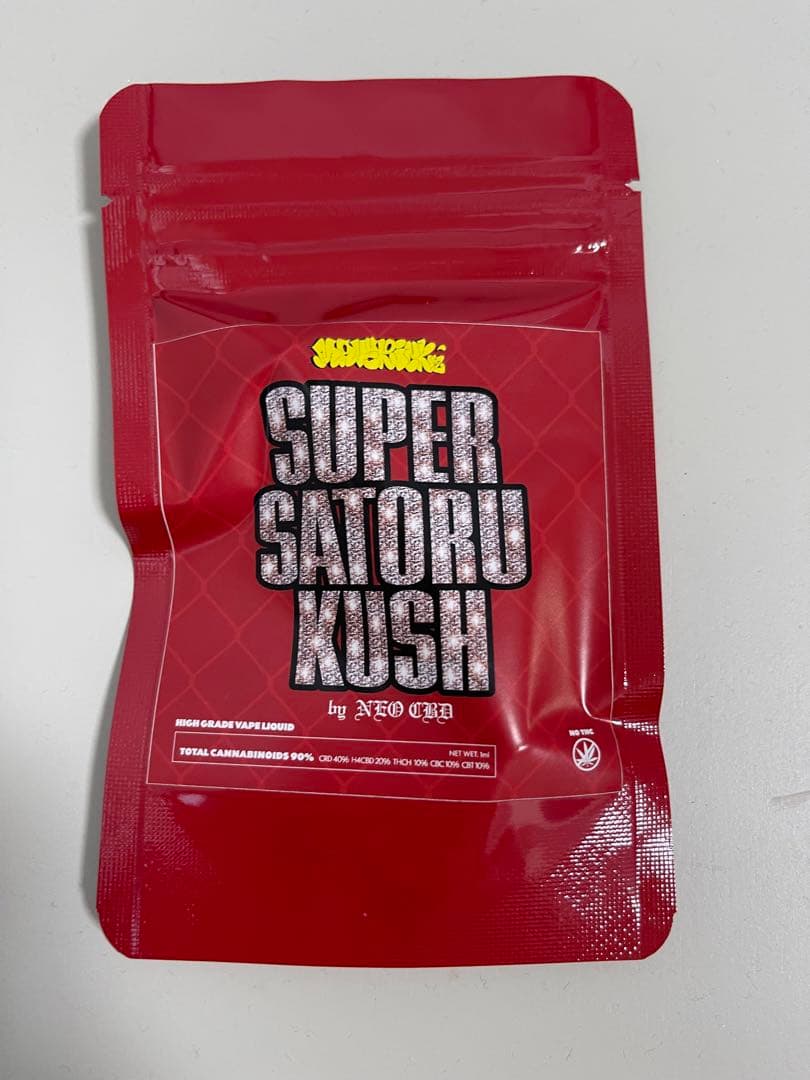 SUPER
SATORU
KUSH
by NEO CBD
HIGH GRADE VAPE LIQUID
NO THC
NET WET. 1ml
TOTAL CANNABINOIDS 90% CRD 40% H4CBD 20% THCH 10% CBC 10% CBT 10%